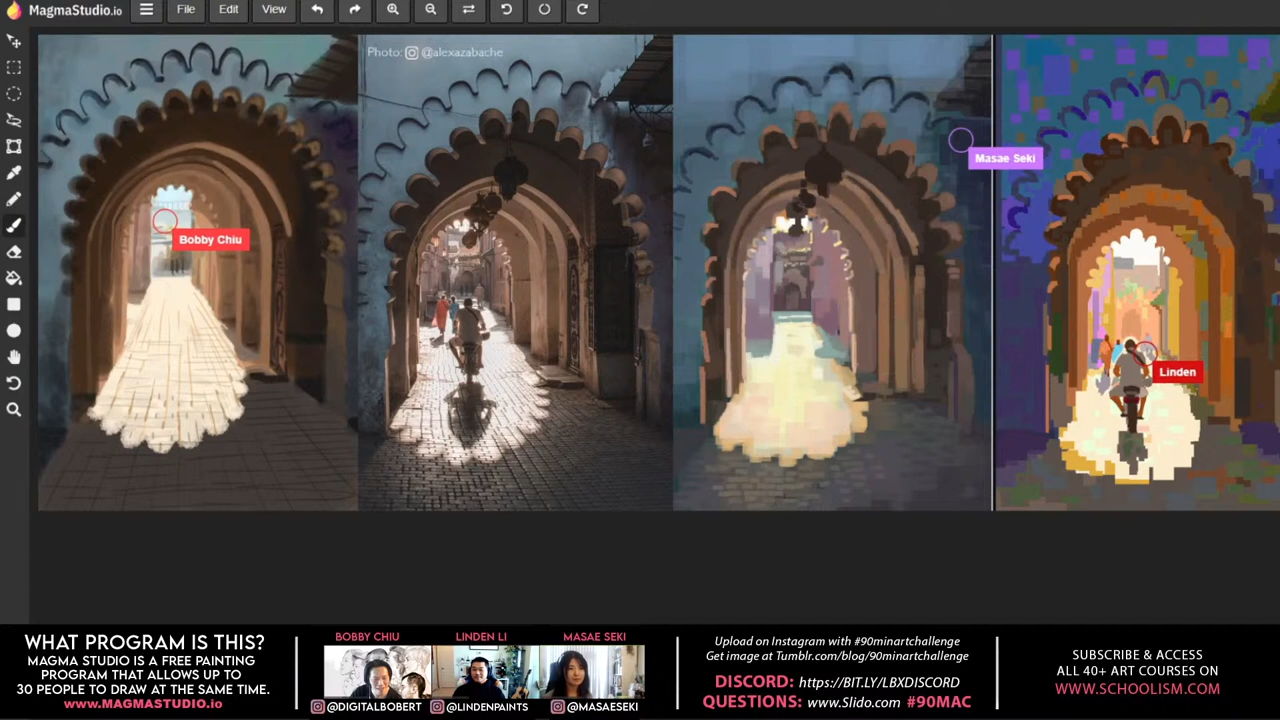 MagmaStudio.io
File
Edit
View
Photo: @alexazabache
Masae Seki
Bobby Chiu
Linden
WHAT PROGRAM IS THIS?
MAGMA STUDIO IS A FREE PAINTING
PROGRAM THAT ALLOWS UP TO
30 PEOPLE TO DRAW AT THE SAME TIME.
www.MAGMASTUDIO.io
BOBBY CHIU
LINDEN LI
MASAE SEKI
@DIGITALBOBERT
@LINDENPAINTS
@MASAESEKI
Upload on Instagram with #90minartchallenge
Get image at Tumblr.com/blog/90minartchallenge
DISCORD: https://BIT.LY/LBXDISCORD
QUESTIONS: www.Slido.com #90MAC
SUBSCRIBE & ACCESS
ALL 40+ ART COURSES ON
WWW.SCHOOLISM.COM